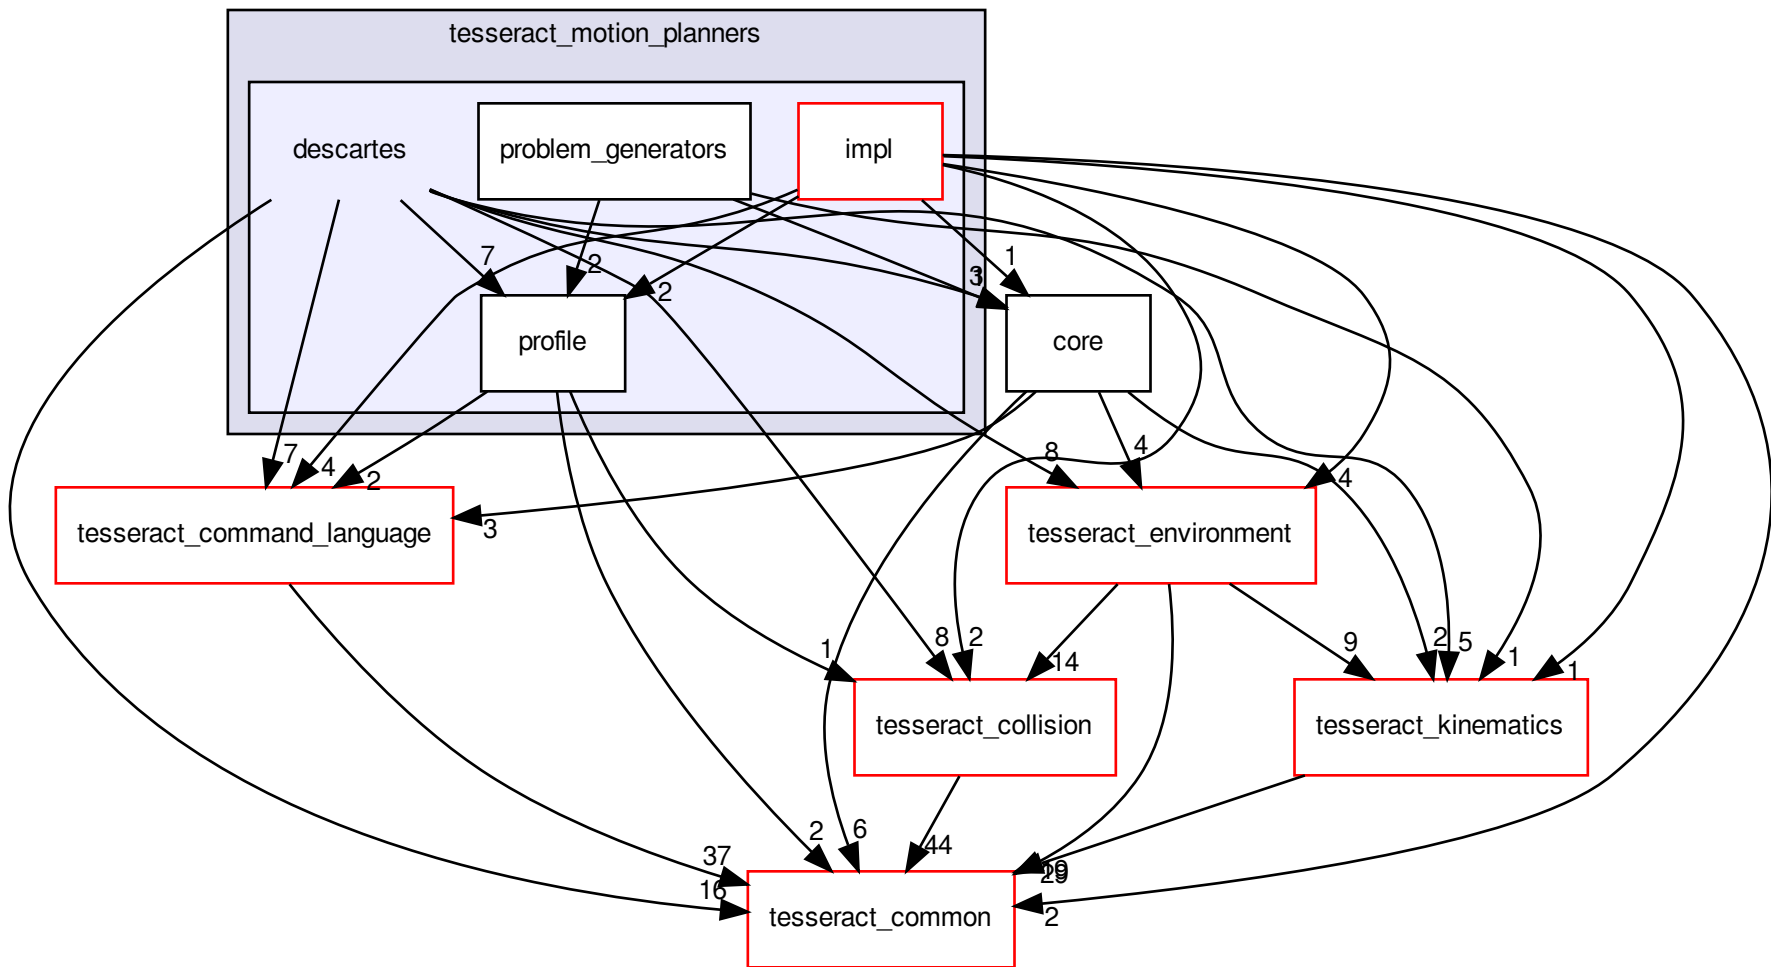 tesseract_motion_planners
descartes
problem_generators
impl
7
2
2
3
1
profile
core
7
4
2
3
8
4
4
tesseract_command_language
tesseract_environment
1
8
2
14
9
2
5
1
1
tesseract_collision
tesseract_kinematics
37
16
2
6
44
19
29
2
tesseract_common